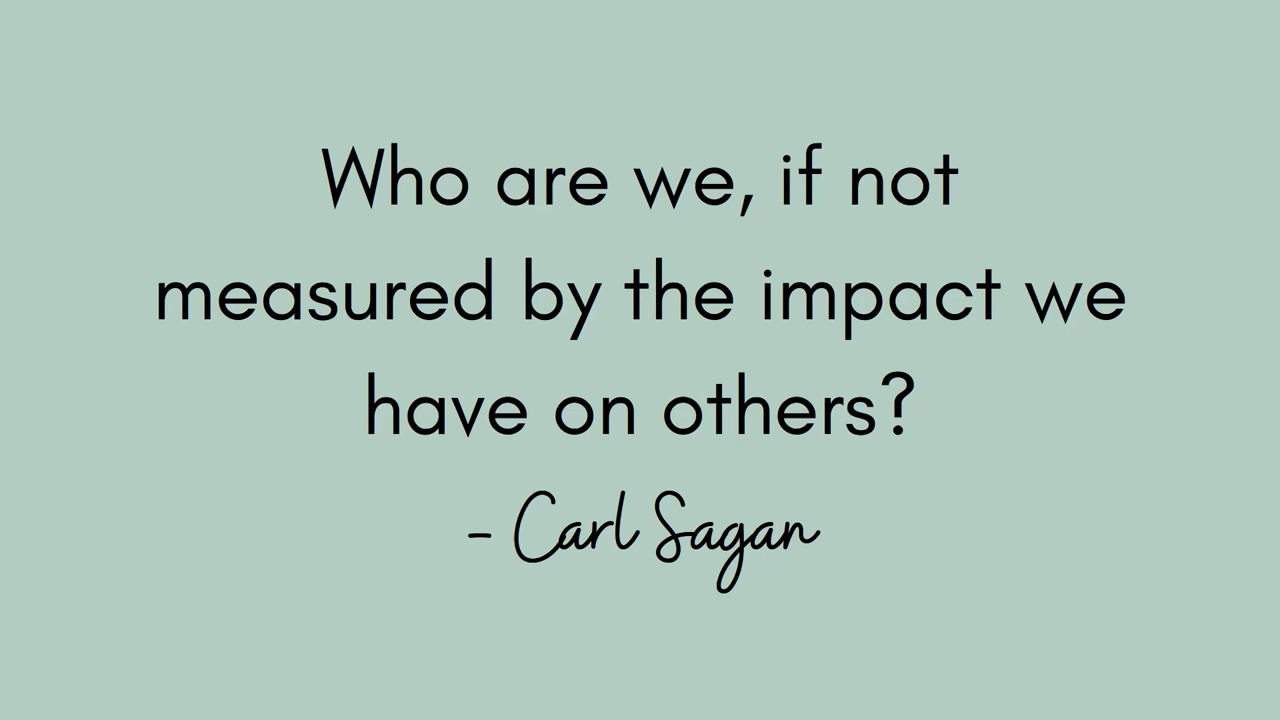 Who are we, if not
measured by the impact we
have on others?
- Carl Sagan